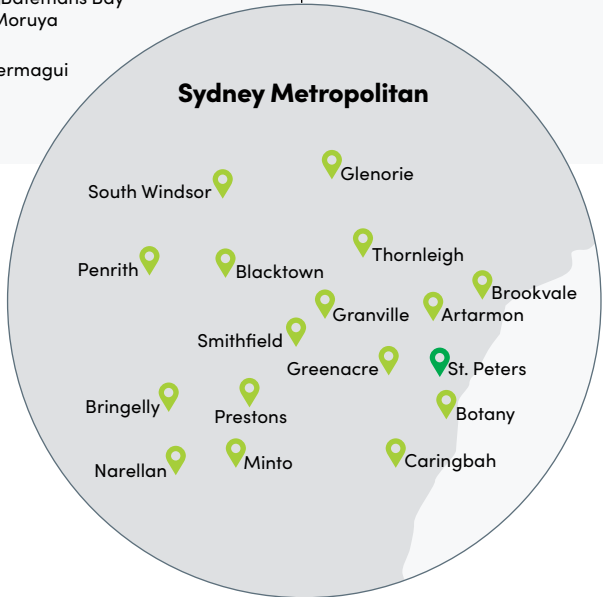 Batemans Bay
Moruya
ermagui
Sydney Metropolitan
Glenorie
South Windsor
Thornleigh
Penrith
Blacktown
Brookvale
Granville
Artarmon
Smithfield
Greenacre
St. Peters
Bringelly
Prestons
Botany
Narellan
Minto
Caringbah